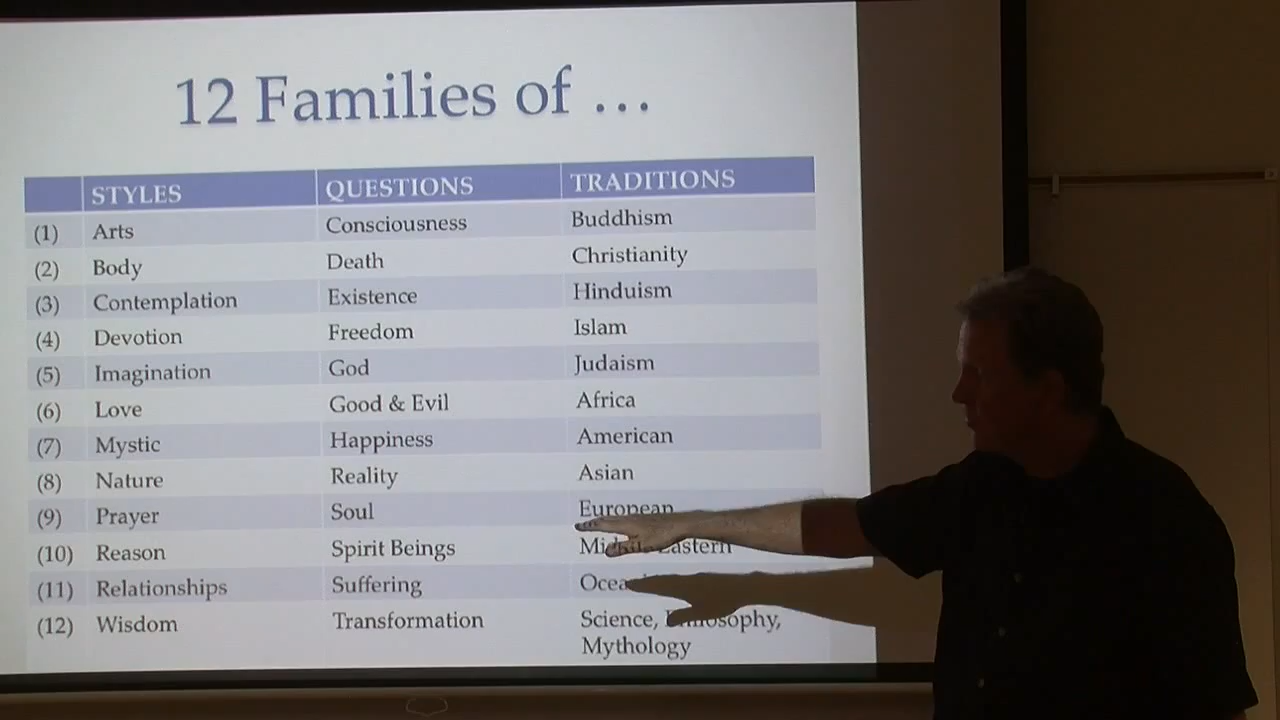 12 Families of ...
STYLES QUESTIONS TRADITIONS
(1) Arts Consciousness Buddhism
(2) Body Death Christianity
(3) Contemplation Existence Hinduism
(4) Devotion Freedom Islam
(5) Imagination God Judaism
(6) Love Good & Evil Africa
(7) Mystic Happiness American
(8) Nature Reality Asian
(9) Prayer Soul European
(10) Reason Spirit Beings Eastern
(11) Relationships Suffering
(12) Wisdom Transformation Science, Philosophy,
Mythology